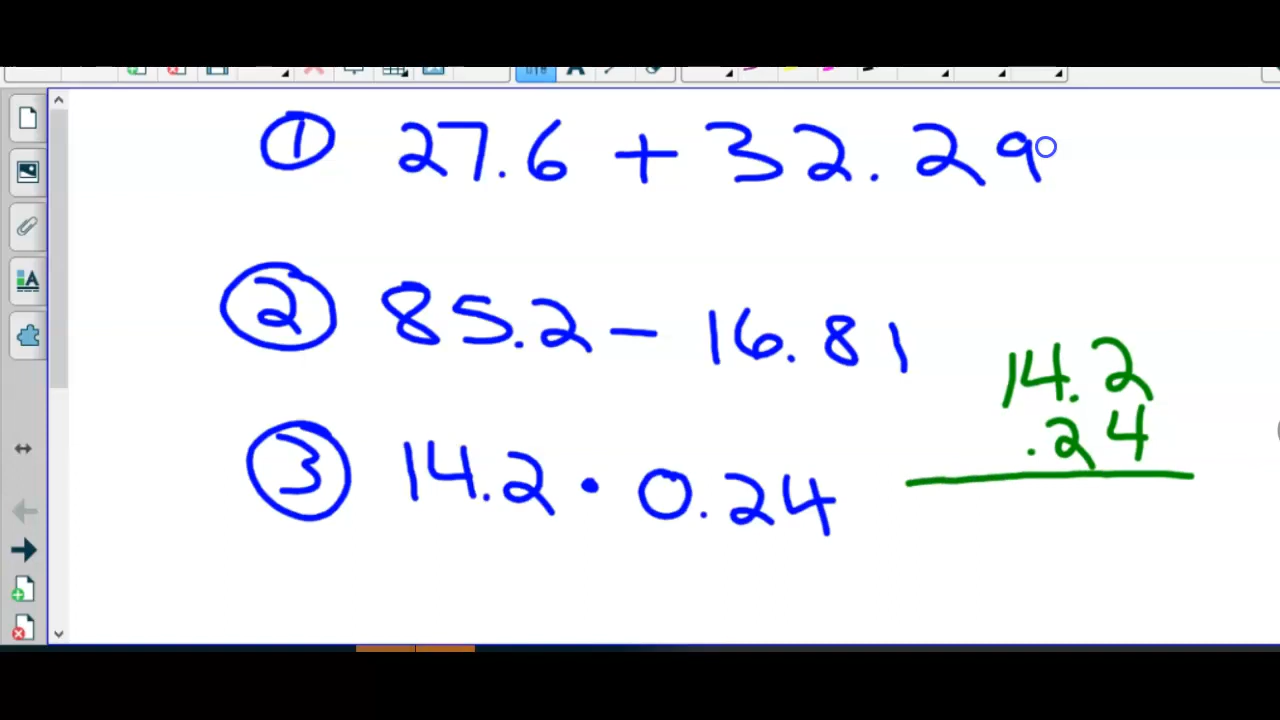 ① 27.6 + 32.29
② 85.2 - 16.81
③ 14.2 · 0.24
14.2
.24